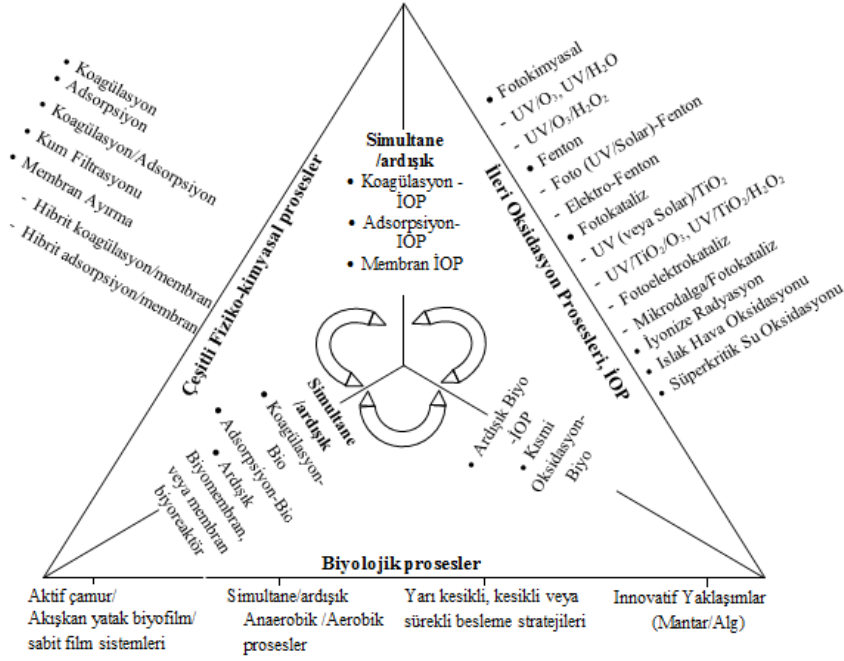 • Koagülasyon
• Adsorpsiyon
• Koagülasyon/Adsorpsiyon
• Kum Filtrasyonu
• Membran Ayırma
- Hibrit koagülasyon/membran
- Hibrit adsorpsiyon/membran
Çeşitli Fiziko-kimyasal prosesler
Simultane
/ardışık
• Koagülasyon -
İOP
• Adsorpsiyon-
İOP
• Membran İOP
İleri Oksidasyon Prosesleri, İOP
• Fotokimyasal
- UV/O₃, UV/H₂O
- UV/O₃/H₂O₂
• Fenton
- Foto (UV/Solar)-Fenton
- Elektro-Fenton
• Fotokataliz
- UV (veya Solar)/TiO₂
- UV/TiO₂/O₃, UV/TiO₂/H₂O₂
- Fotoelektrokataliz
- Mikrodalga/Fotokataliz
• İyonize Radyasyon
• Islak Hava Oksidasyonu
• Süperkritik Su Oksidasyonu
Simultane
/ardışık
• Koagülasyon-
Bio
• Adsorpsiyon-Bio
• Ardışık
Biyomembran,
veya membran
biyoreaktör
• Ardışık Biyo
-İOP
• Kısmi
Oksidasyon-
Biyo
Biyolojik prosesler
Aktif çamur/
Akışkan yatak biyofilm/
sabit film sistemleri
Simultane/ardışık
Anaerobik /Aerobik
prosesler
Yarı kesikli, kesikli veya
sürekli besleme stratejileri
Innovatif Yaklaşımlar
(Mantar/Alg)